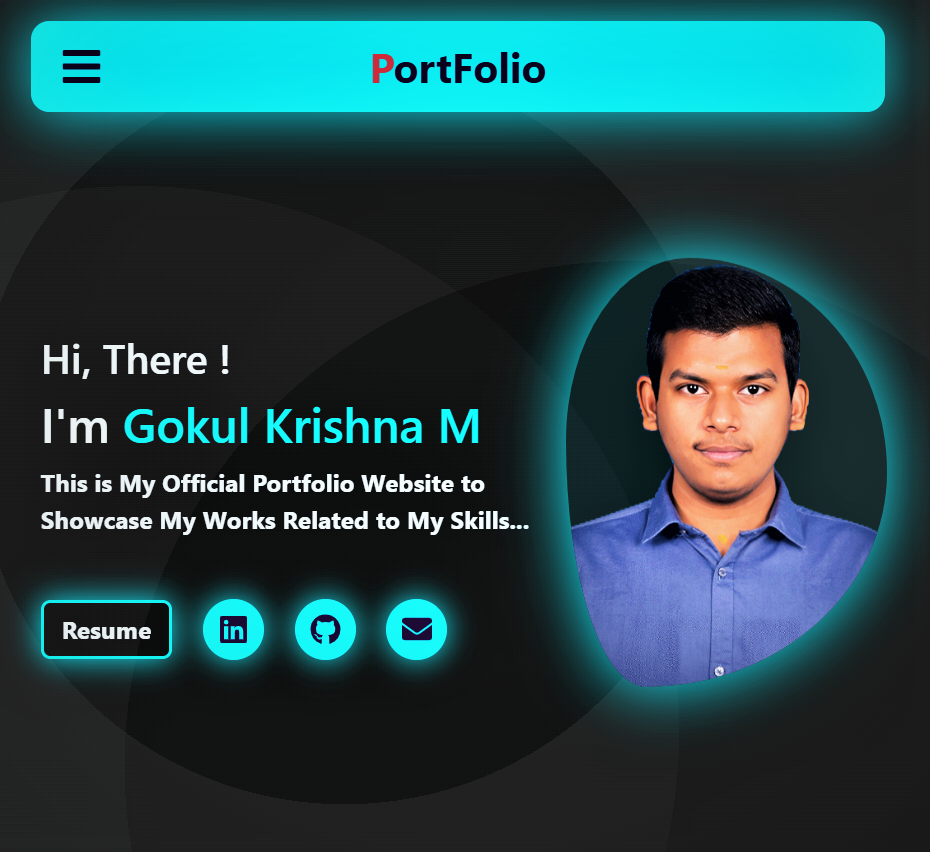 PortFolio
Hi, There !
I'm Gokul Krishna M
This is My Official Portfolio Website to
Showcase My Works Related to My Skills...
Resume
in